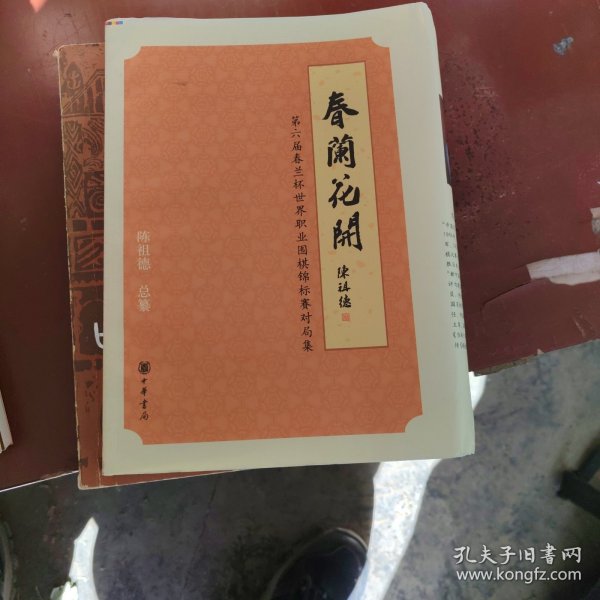 春蘭花開
陳祖德
第六届春兰杯世界职业围棋锦标赛对局集
陈祖德 总纂
中華書局
孔夫子旧书网
www.kongfz.com